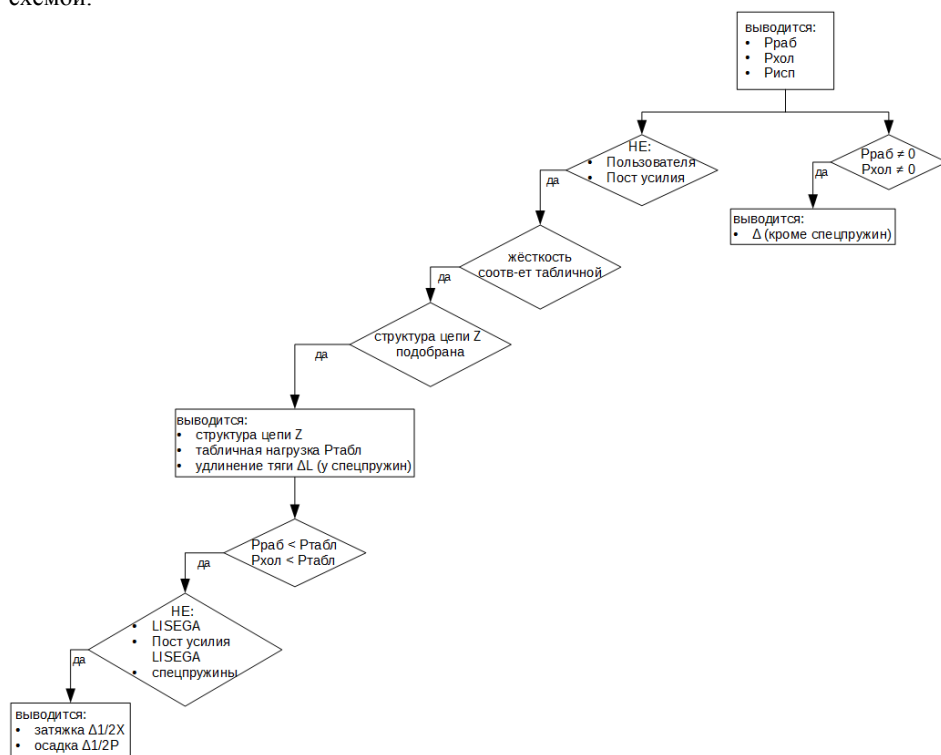 схемой:
выводится:
• Рраб
• Рхол
• Рисп
НЕ:
• Пользователя
• Пост усилия
Рраб ≠ 0
Рхол ≠ 0
да
да
выводится:
• Δ (кроме спецпружин)
жёсткость
соотв-ет табличной
да
структура цепи Z
подобрана
да
выводится:
• структура цепи Z
• табличная нагрузка Ртабл
• удлинение тяги ΔL (у спецпружин)
Рраб < Ртабл
Рхол < Ртабл
да
НЕ:
• LISEGA
• Пост усилия
LISEGA
• спецпружины
да
выводится:
• затяжка Δ1/2Х
• осадка Δ1/2Р